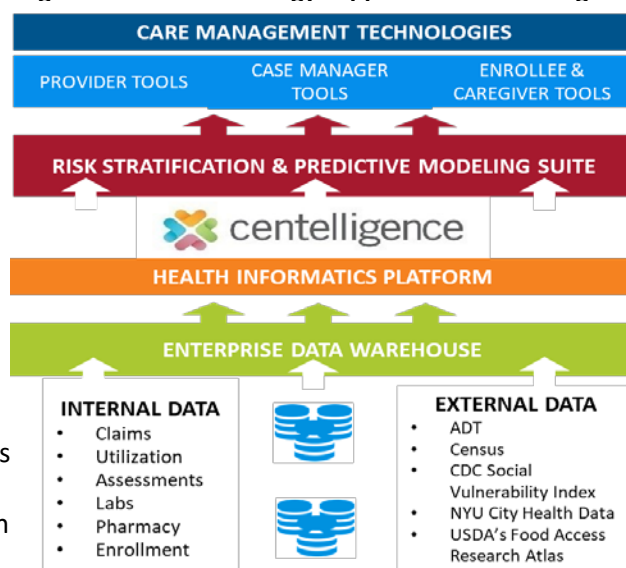 CARE MANAGEMENT TECHNOLOGIES
PROVIDER TOOLS
CASE MANAGER
TOOLS
ENROLLEE &
CAREGIVER TOOLS
RISK STRATIFICATION & PREDICTIVE MODELING SUITE
centelligence
HEALTH INFORMATICS PLATFORM
ENTERPRISE DATA WAREHOUSE
INTERNAL DATA
• Claims
• Utilization
• Assessments
• Labs
• Pharmacy
• Enrollment
EXTERNAL DATA
• ADT
• Census
• CDC Social
Vulnerability Index
• NYU City Health Data
• USDA's Food Access
Research Atlas